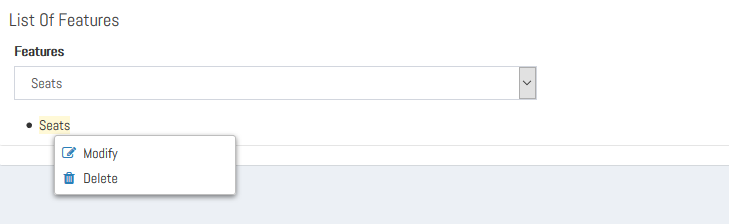 List Of Features
Features
Seats
Seats
Modify
Delete